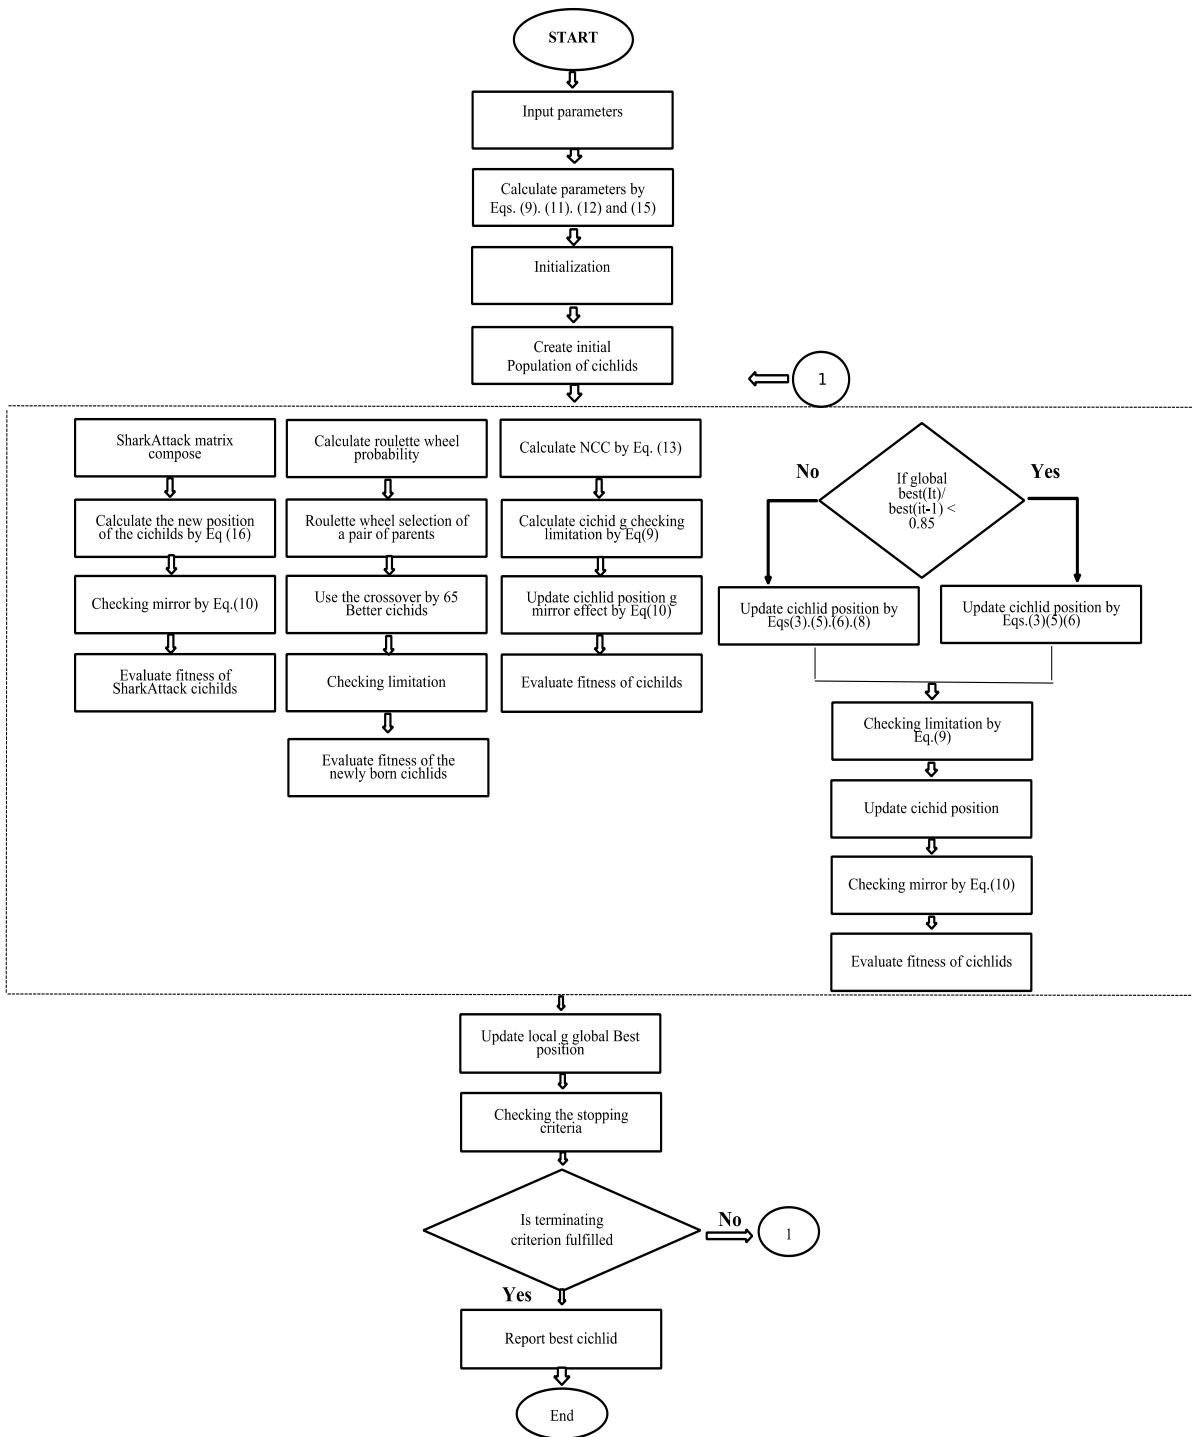 START
Input parameters
Calculate parameters by
Eqs. (9). (11). (12) and (15)
Initialization
Create initial
Population of cichlids
1
SharkAttack matrix
compose
Calculate the new position
of the cichilds by Eq (16)
Checking mirror by Eq.(10)
Evaluate fitness of
SharkAttack cichilds
Calculate roulette wheel
probability
Roulette wheel selection of
a pair of parents
Use the crossover by 65
Better cichids
Checking limitation
Evaluate fitness of the
newly born cichlids
Calculate NCC by Eq. (13)
Calculate cichid g checking
limitation by Eq(9)
Update cichlid position g
mirror effect by Eq(10)
Evaluate fitness of cichilds
If global
best(It)/
best(it-1) <
0.85
No
Yes
Update cichlid position by
Eqs(3).(5).(6).(8)
Update cichlid position by
Eqs.(3)(5)(6)
Checking limitation by
Eq.(9)
Update cichid position
Checking mirror by Eq.(10)
Evaluate fitness of cichlids
Update local g global Best
position
Checking the stopping
criteria
Is terminating
criterion fulfilled
No
1
Yes
Report best cichlid
End